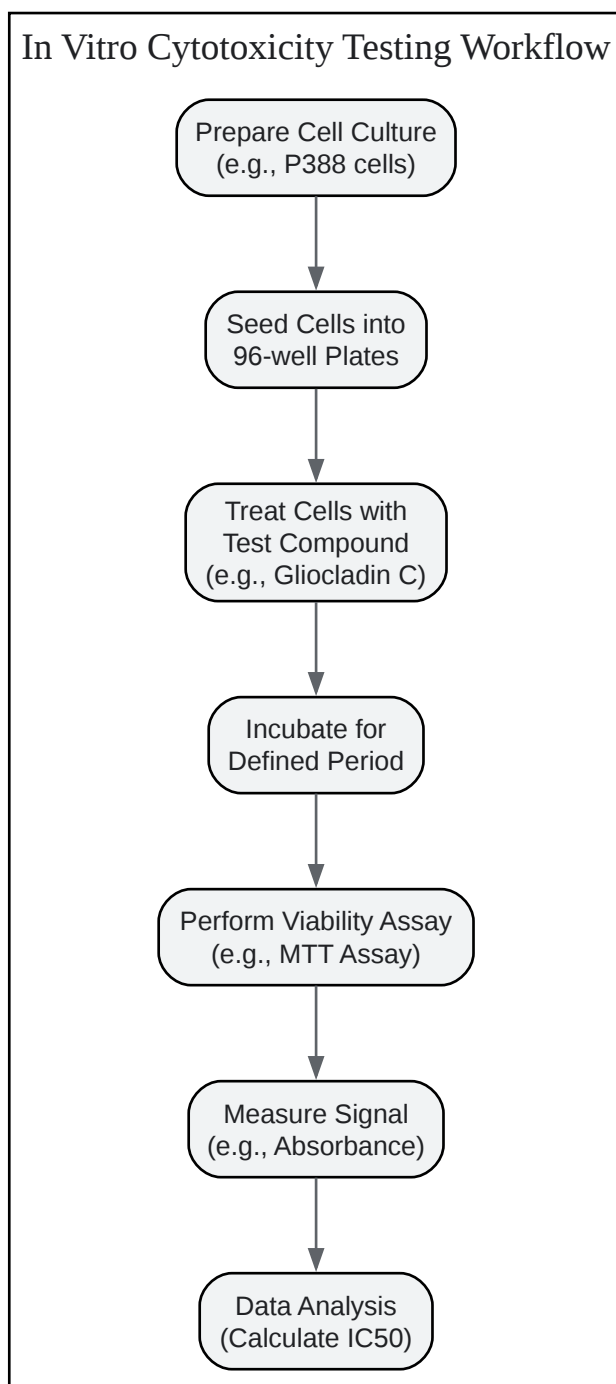 In Vitro Cytotoxicity Testing Workflow
Prepare Cell Culture
(e.g., P388 cells)
Seed Cells into
96-well Plates
Treat Cells with
Test Compound
(e.g., Gliocladin C)
Incubate for
Defined Period
Perform Viability Assay
(e.g., MTT Assay)
Measure Signal
(e.g., Absorbance)
Data Analysis
(Calculate IC50)